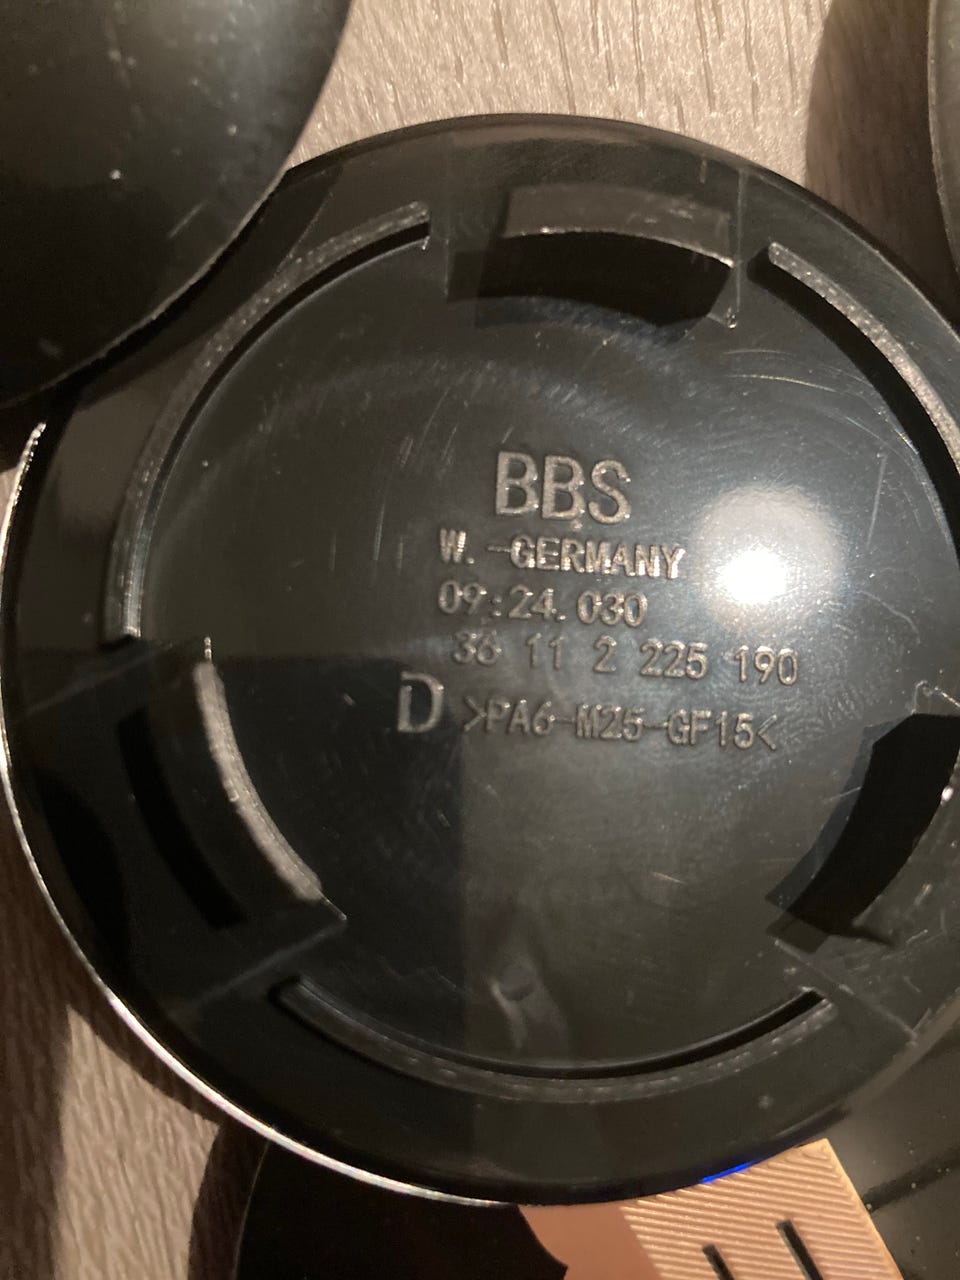 BBS
W.-GERMANY
09:24.030
36 11 2 225 190
D >PA6-M25-GF15<